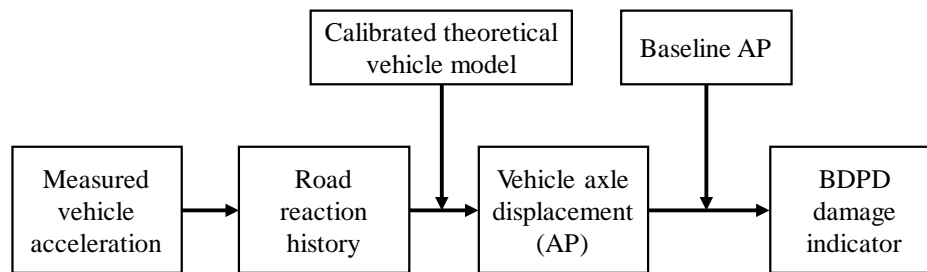 Calibrated theoretical
vehicle model
Baseline AP
Measured
vehicle
acceleration
Road
reaction
history
Vehicle axle
displacement
(AP)
BDPD
damage
indicator